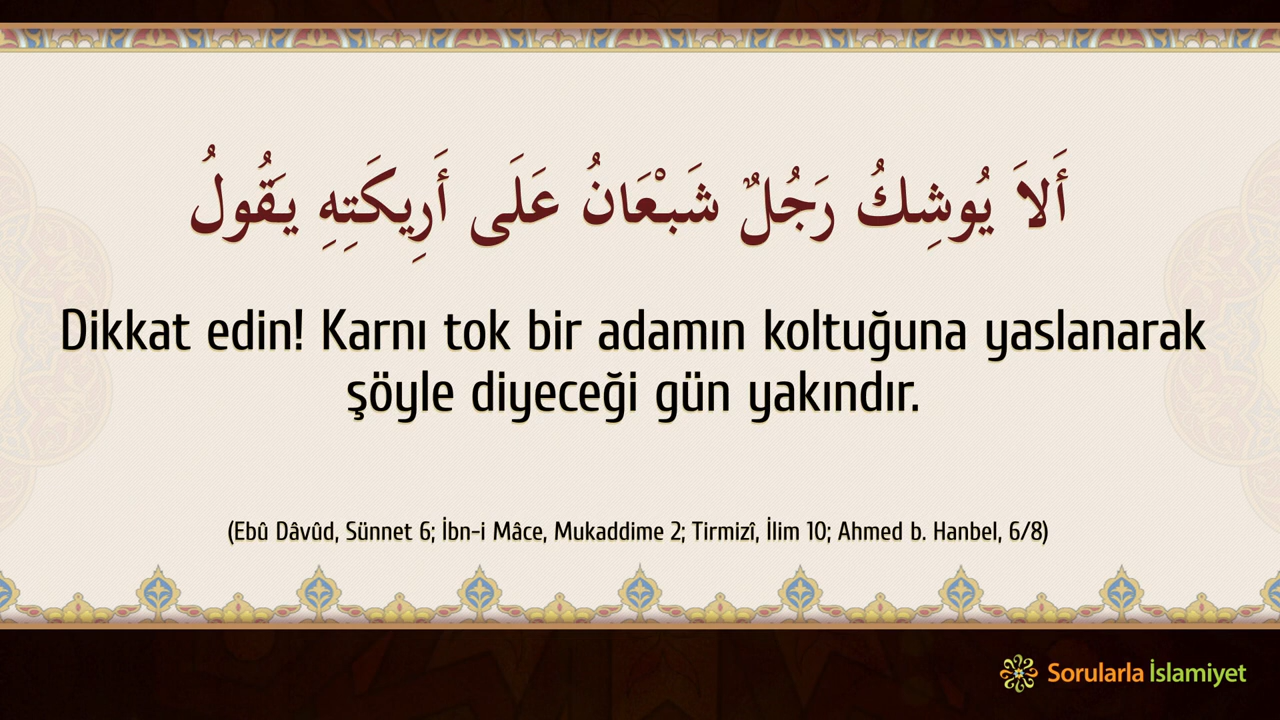 أَلاَ يُوشِكُ رَجُلٌ شَبْعَانُ عَلَى أَرِيكَتِهِ يَقُولُ
Dikkat edin! Karnı tok bir adamın koltuğuna yaslanarak
şöyle diyeceği gün yakındır.
(Ebû Dâvûd, Sünnet 6; İbn-i Mâce, Mukaddime 2; Tirmizî, İlim 10; Ahmed b. Hanbel, 6/8)
Sorularla İslamiyet